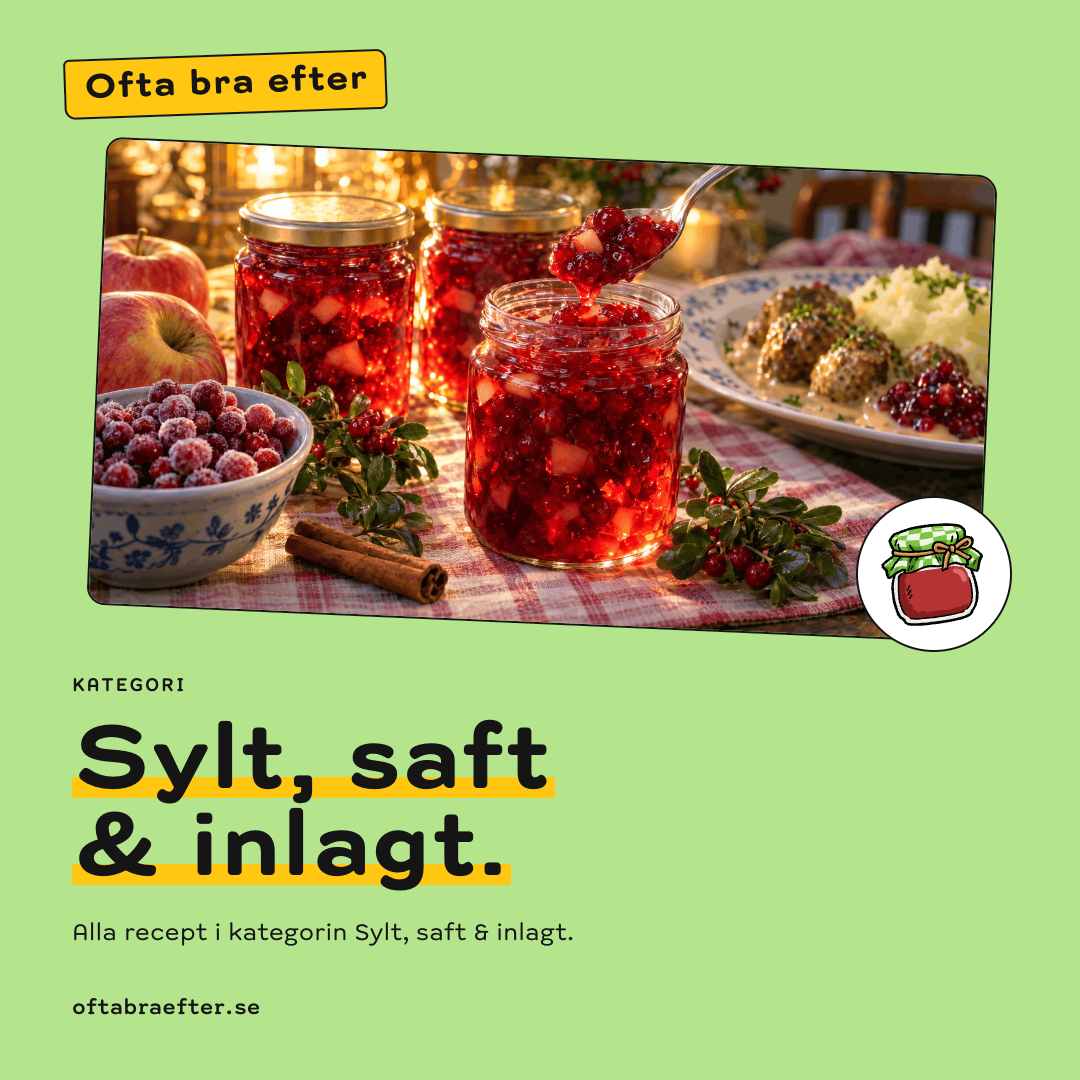 Ofta bra efter
KATEGORI
Sylt, saft
& inlagt.
Alla recept i kategorin Sylt, saft & inlagt.
oftabraefter.se